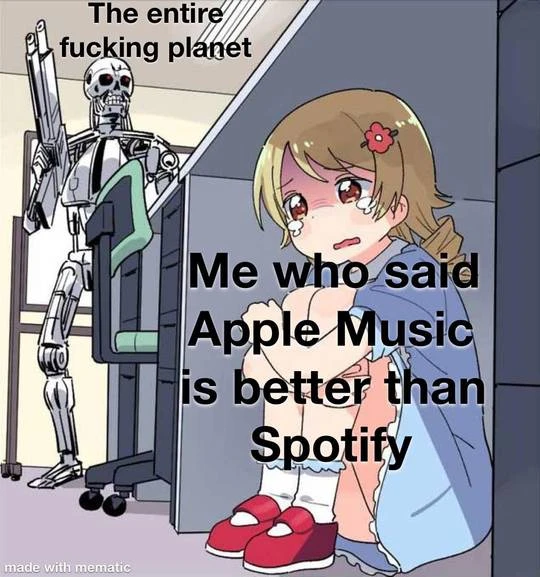 The entire
fucking planet
Me who said
Apple Music
is better than
Spotify
made with mematic